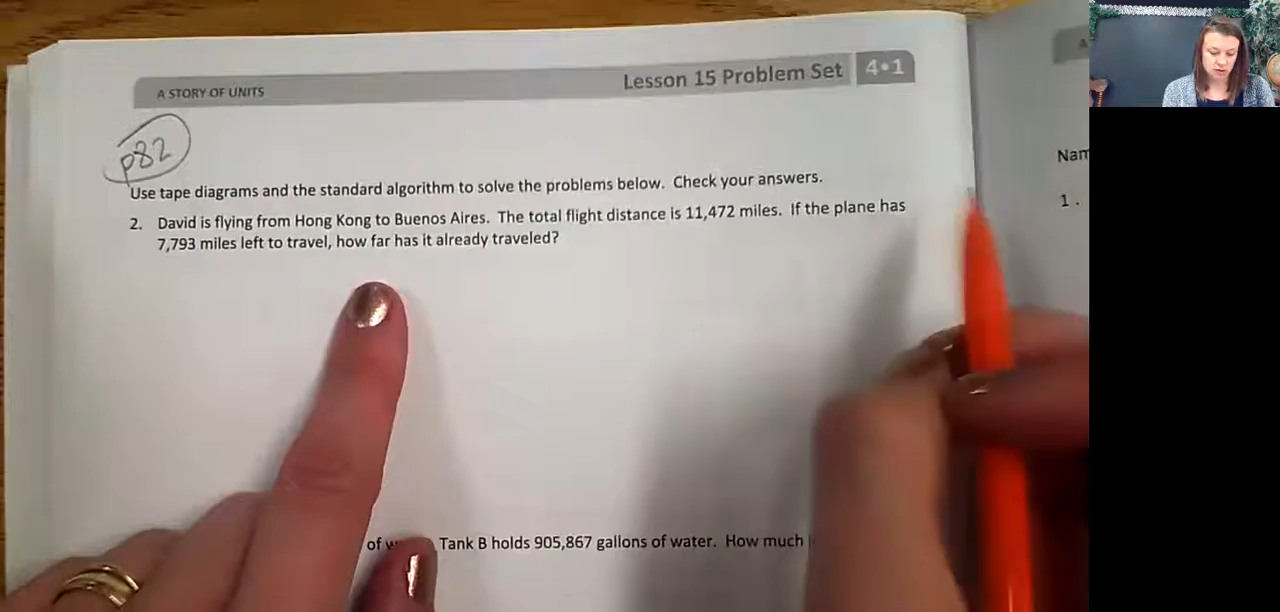 A STORY OF UNITS
Lesson 15 Problem Set 4•1
p82
Use tape diagrams and the standard algorithm to solve the problems below. Check your answers.
2. David is flying from Hong Kong to Buenos Aires. The total flight distance is 11,472 miles. If the plane has
7,793 miles left to travel, how far has it already traveled?
of Tank B holds 905,867 gallons of water. How much
A
Nam
1.